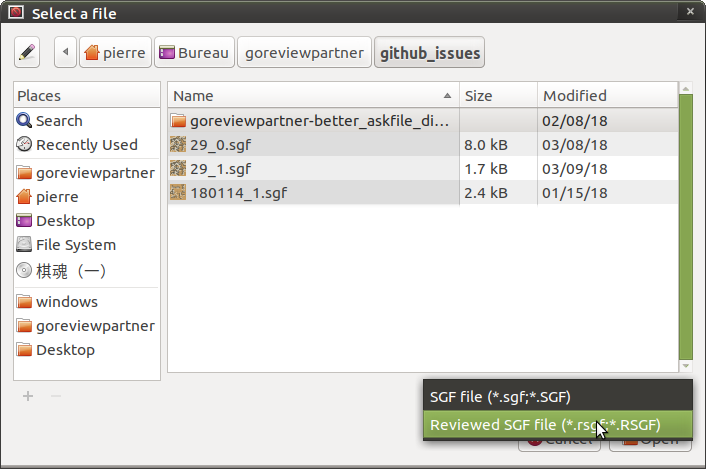 Select a file
pierre
Bureau
goreviewpartner
github_issues
Places
Search
Recently Used
goreviewpartner
pierre
Desktop
File System
棋魂（一）
windows
goreviewpartner
Desktop
Name Size Modified
goreviewpartner-better_askfile_di... 02/08/18
29_0.sgf 8.0 kB 03/08/18
29_1.sgf 1.7 kB 03/09/18
180114_1.sgf 2.4 kB 01/15/18
SGF file (*.sgf;*.SGF)
Reviewed SGF file (*.rsgf;*.RSGF)
Cancel Open